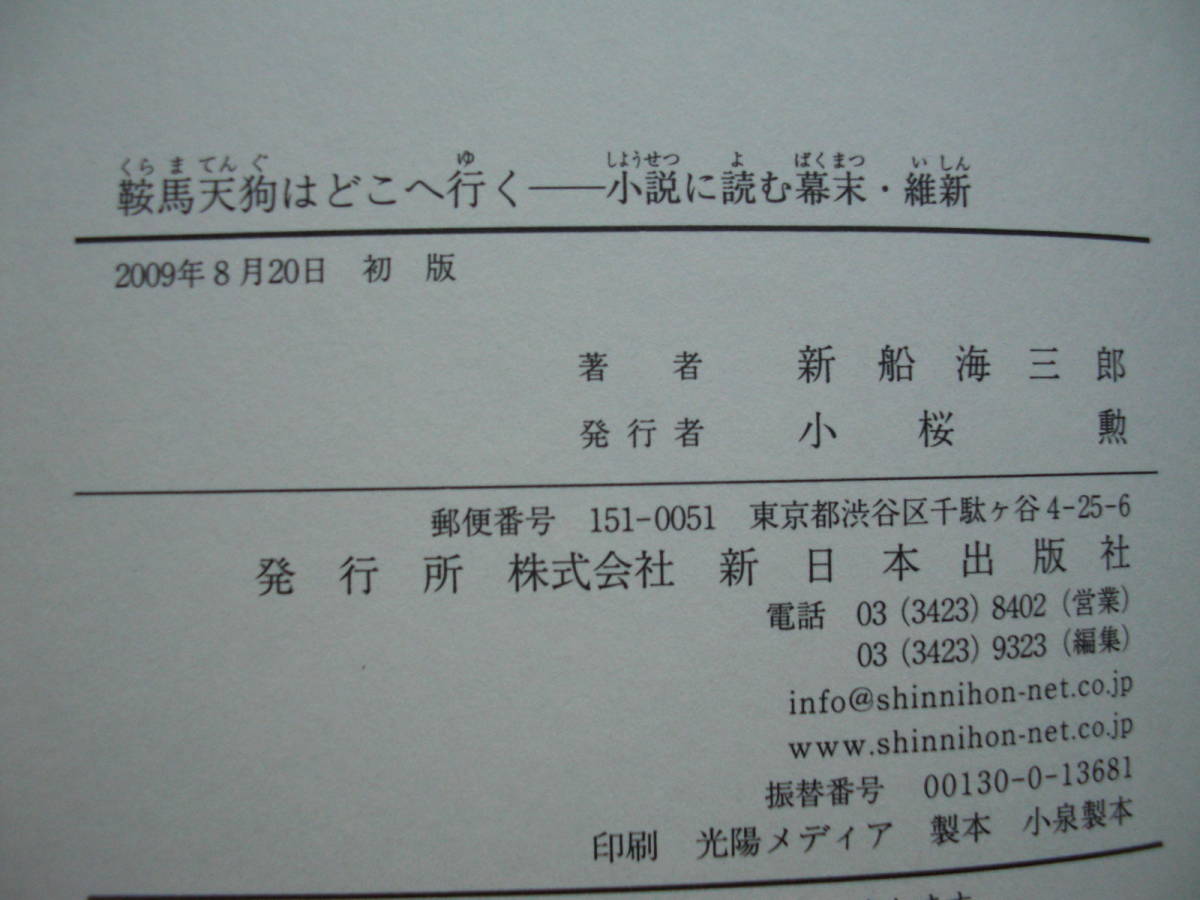 くら ま てん ぐ ゆ しようせつ よ ばくまつ い しん
鞍馬天狗はどこへ行く――小説に読む幕末・維新
2009年8月20日 初 版
著 者 新 船 海 三 郎
発行者 小 桜 勲
郵便番号 151-0051 東京都渋谷区千駄ヶ谷4-25-6
発 行 所 株式会社 新 日 本 出 版 社
電話 03 (3423) 8402 (営業)
03 (3423) 9323 (編集)
info@shinnihon-net.co.jp
www.shinnihon-net.co.jp
振替番号 00130-0-13681
印刷 光陽メディア 製本 小泉製本